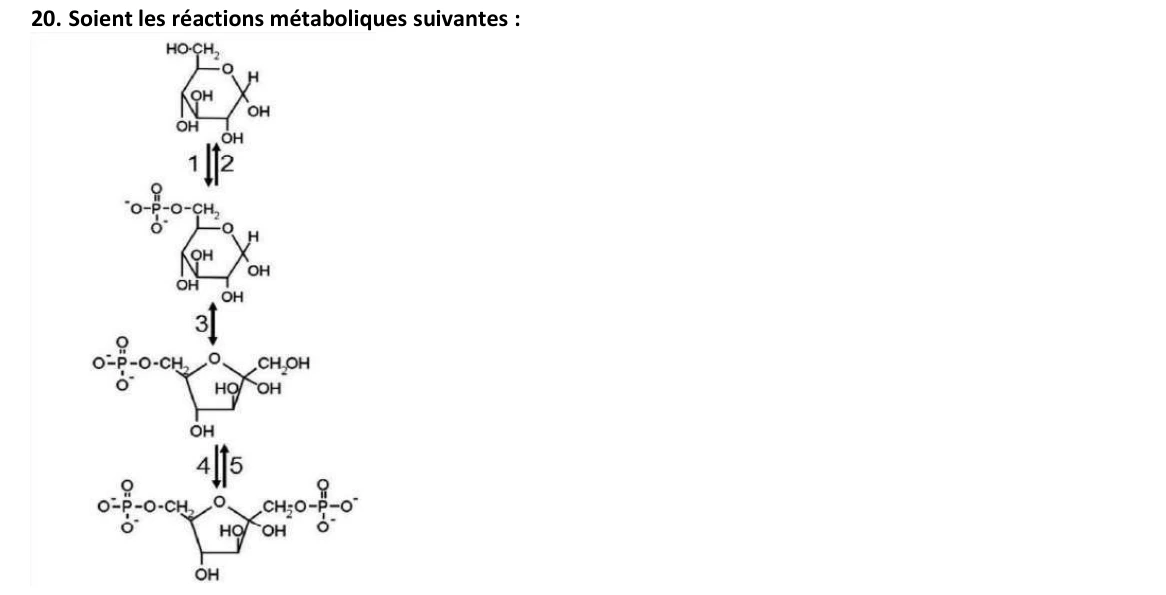 20. Soient les réactions métaboliques suivantes :
HO-CH2
O
H
OH
OH
OH
OH
1 2
O
-O-P-O-CH2
O-
O
H
OH
OH
OH
OH
3
O
O--P-O-CH2
O-
O
CH2OH
HO OH
OH
4 5
O
O--P-O-CH2
O-
O
O
CH2O-P-O-
O-
HO OH
OH